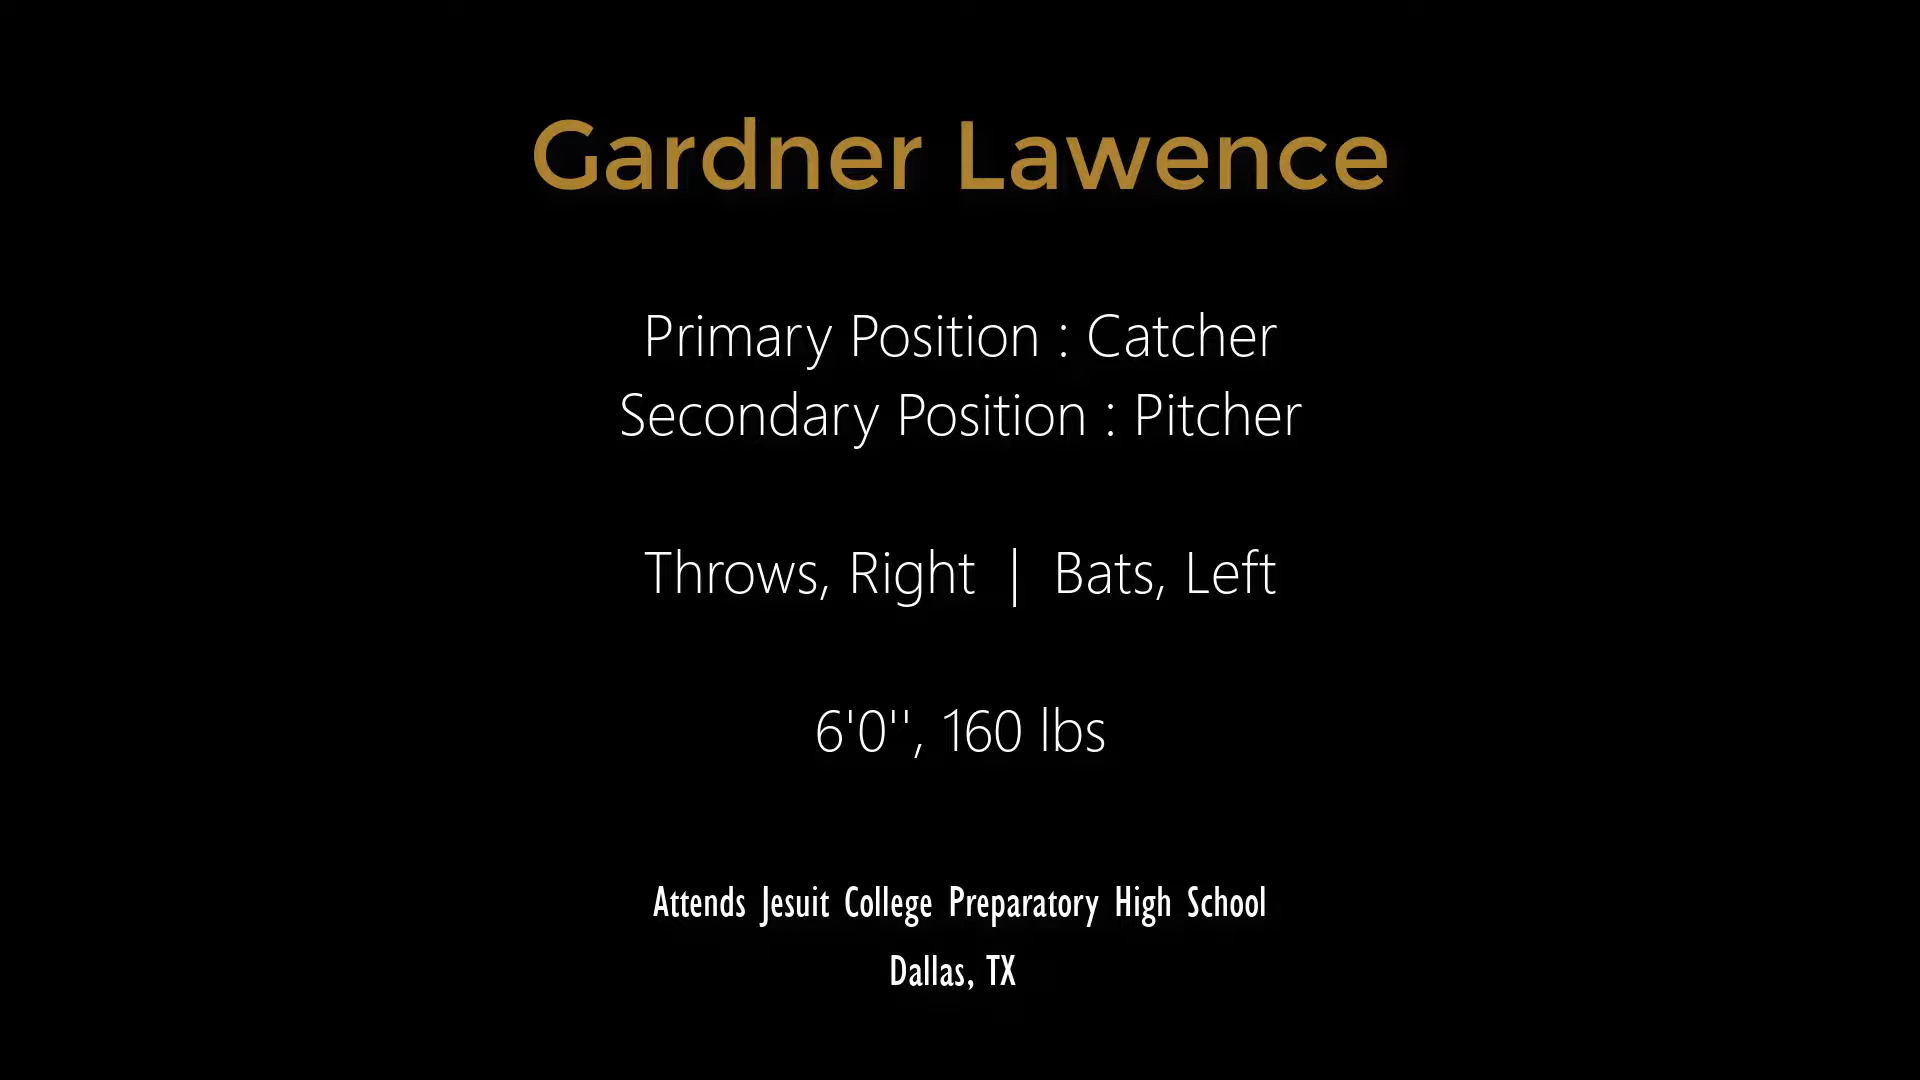 Gardner Lawence
Primary Position : Catcher
Secondary Position : Pitcher
Throws, Right | Bats, Left
6'0'', 160 lbs
Attends Jesuit College Preparatory High School
Dallas, TX